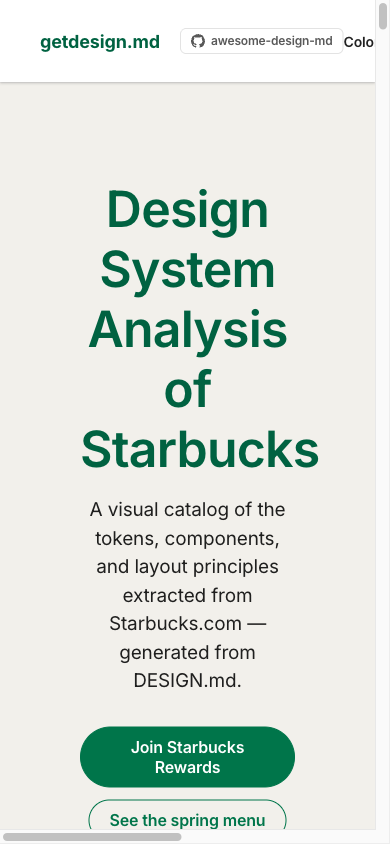 getdesign.md
awesome-design-md
Colo
Design
System
Analysis
of
Starbucks
A visual catalog of the
tokens, components,
and layout principles
extracted from
Starbucks.com —
generated from
DESIGN.md.
Join Starbucks
Rewards
See the spring menu